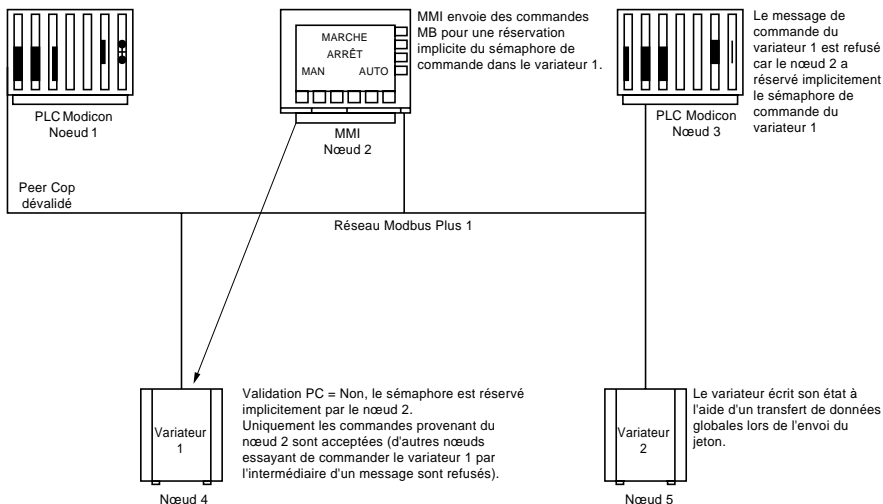 MMI envoie des commandes
MB pour une réservation
implicite du sémaphore de
commande dans le variateur 1.
Le message de
commande du
variateur 1 est refusé
car le nœud 2 a
réservé implicitement
le sémaphore de
commande du
variateur 1
MARCHE
ARRÊT
MAN AUTO
PLC Modicon
Noeud 1
MMI
Nœud 2
PLC Modicon
Nœud 3
Peer Cop
dévalidé
Réseau Modbus Plus 1
Variateur
1
Nœud 4
Validation PC = Non, le sémaphore est réservé
implicitement par le nœud 2.
Uniquement les commandes provenant du
nœud 2 sont acceptées (d'autres nœuds
essayant de commander le variateur 1 par
l'intermédiaire d'un message sont refusés).
Variateur
2
Nœud 5
Le variateur écrit son état à
l'aide d'un transfert de données
globales lors de l'envoi du
jeton.